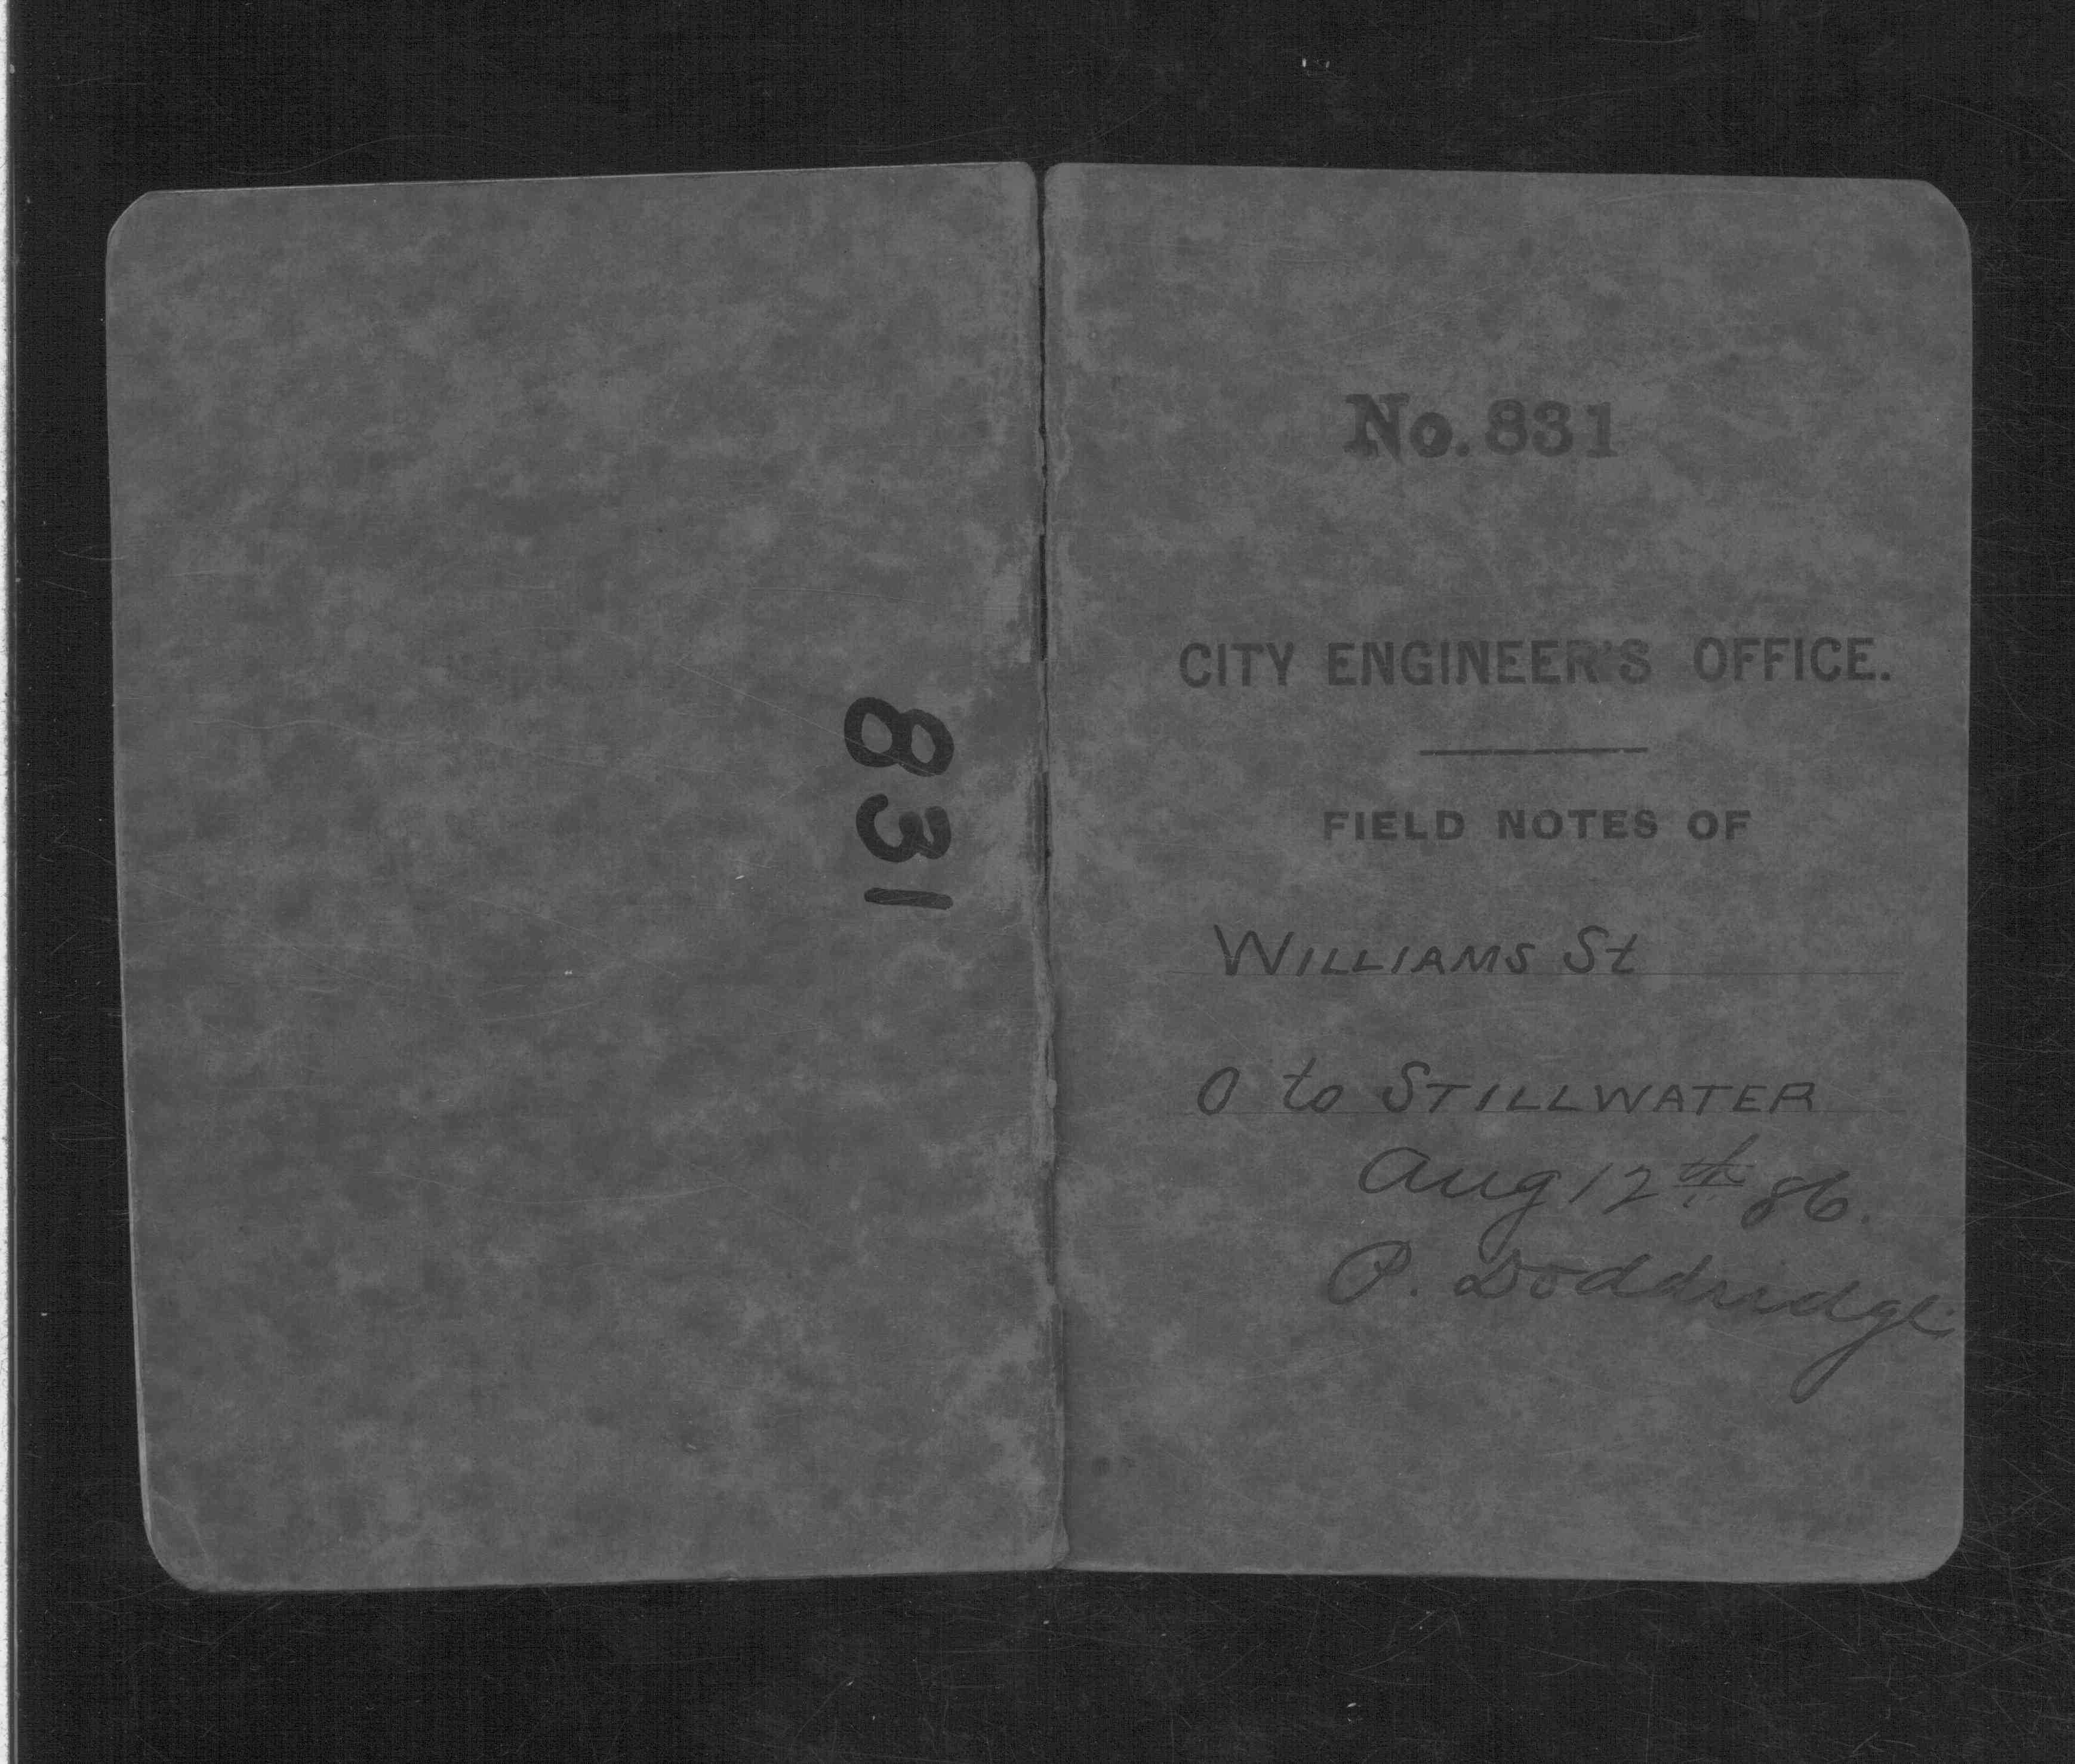 831
No. 831
CITY ENGINEER'S OFFICE.
FIELD NOTES OF
WILLIAMS St
0 to STILLWATER
Aug 12th 86.
P. Doddridge